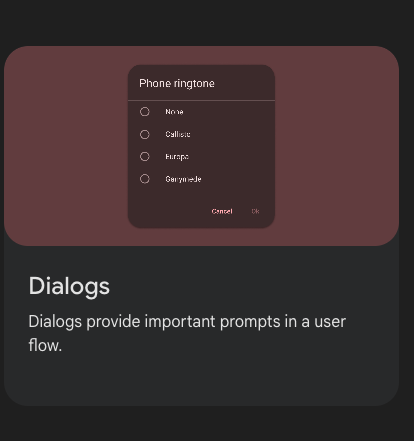 Phone ringtone
None
Callisto
Europa
Ganymede
Cancel Ok
Dialogs
Dialogs provide important prompts in a user
flow.